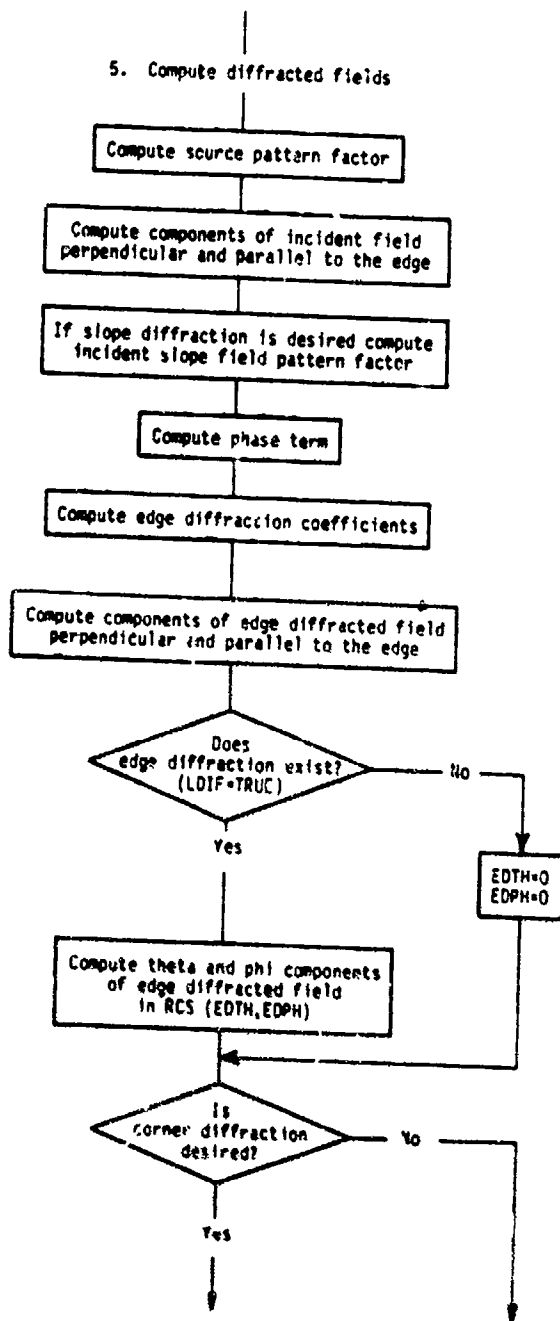 5. Compute diffracted fields
Compute source pattern factor
Compute components of incident field
perpendicular and parallel to the edge
If slope diffraction is desired compute
incident slope field pattern factor
Compute phase term
Compute edge diffraction coefficients
Compute components of edge diffracted field
perpendicular and parallel to the edge
Does
edge diffraction exist?
(LDIF=TRUC)
No
Yes
EDTH=0
EDPH=0
Compute theta and phi components
of edge diffracted field
in RCS (EDTH,EDPH)
Is
corner diffraction
desired?
No
Yes